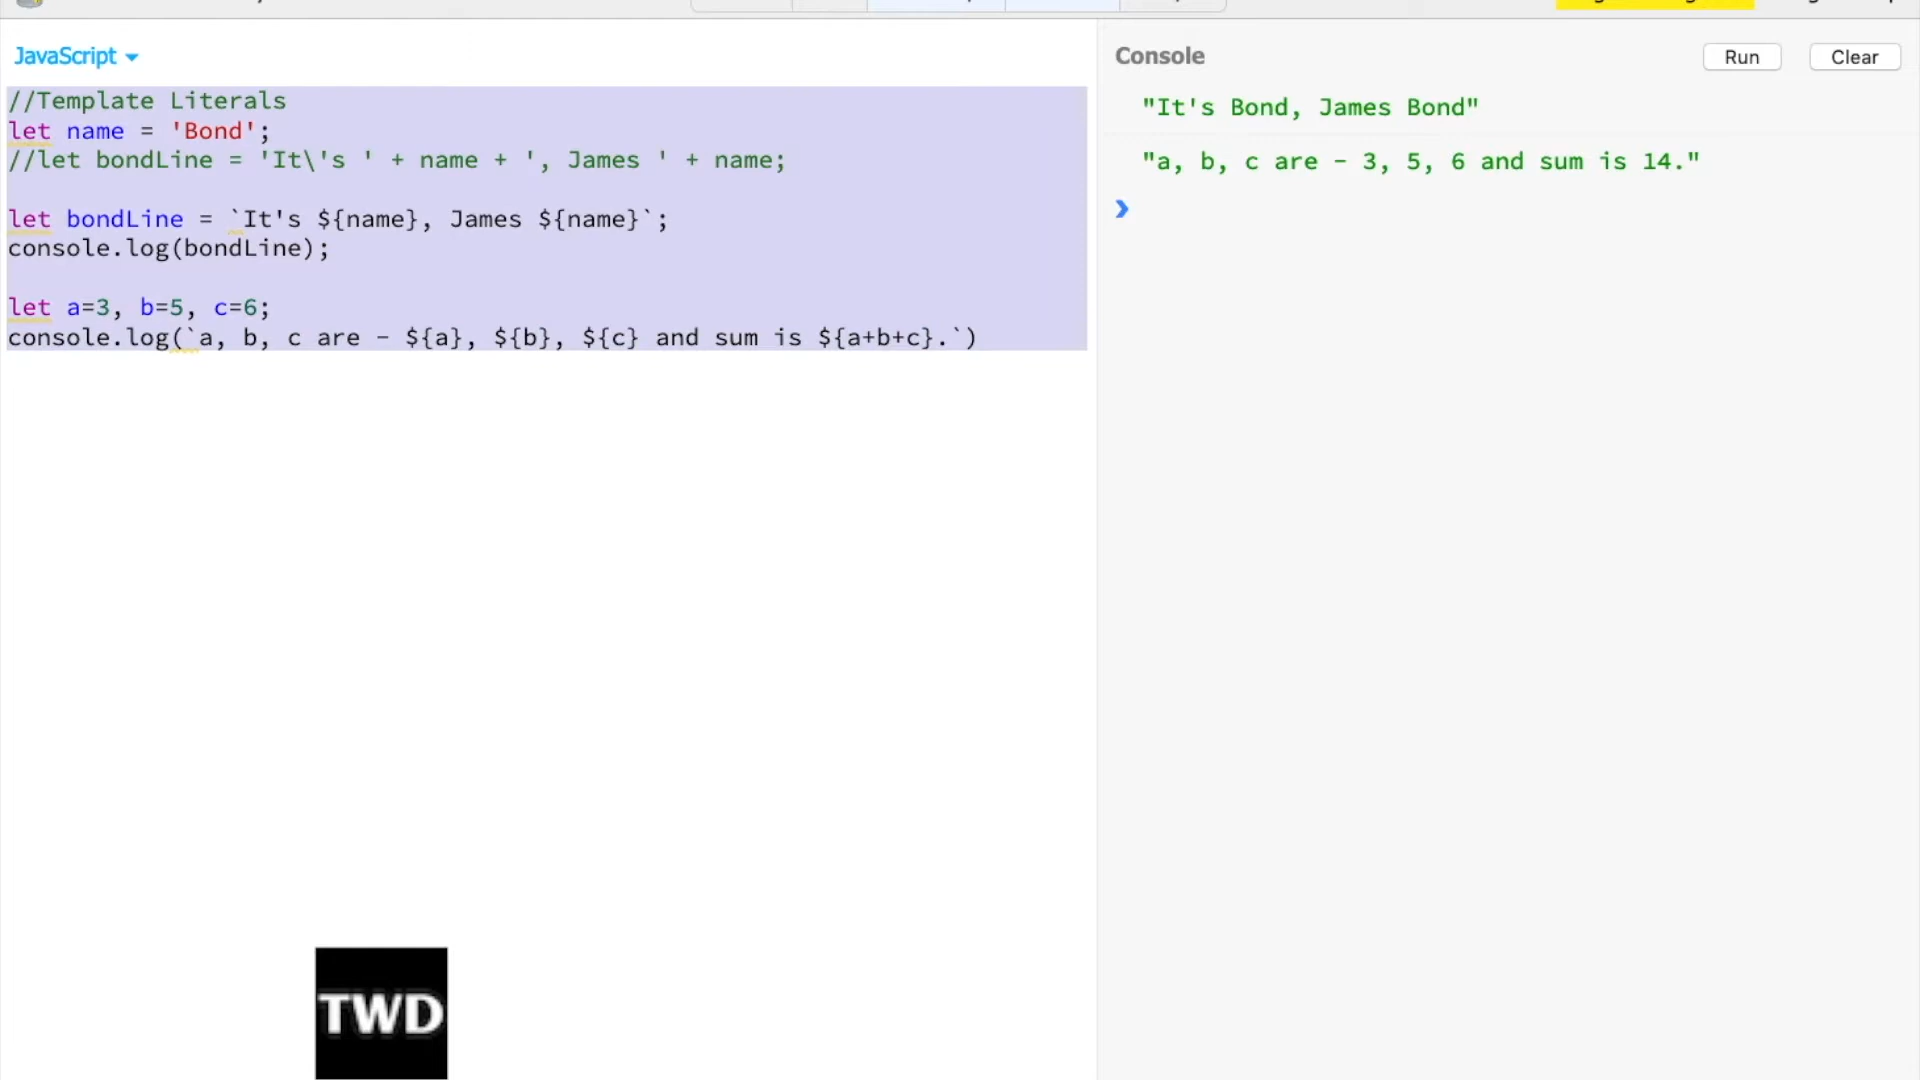 JavaScript
//Template Literals
let name = 'Bond';
//let bondLine = 'It\'s ' + name + ', James ' + name;
let bondLine = `It's ${name}, James ${name}`;
console.log(bondLine);
let a=3, b=5, c=6;
console.log(`a, b, c are - ${a}, ${b}, ${c} and sum is ${a+b+c}.`)
Console
Run
Clear
"It's Bond, James Bond"
"a, b, c are - 3, 5, 6 and sum is 14."
TWD